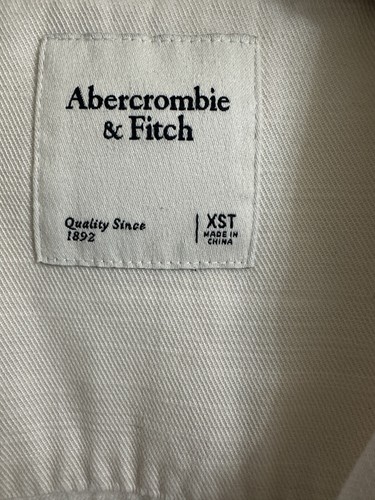 Abercrombie
& Fitch
Quality Since
1892
XST
MADE IN
CHINA